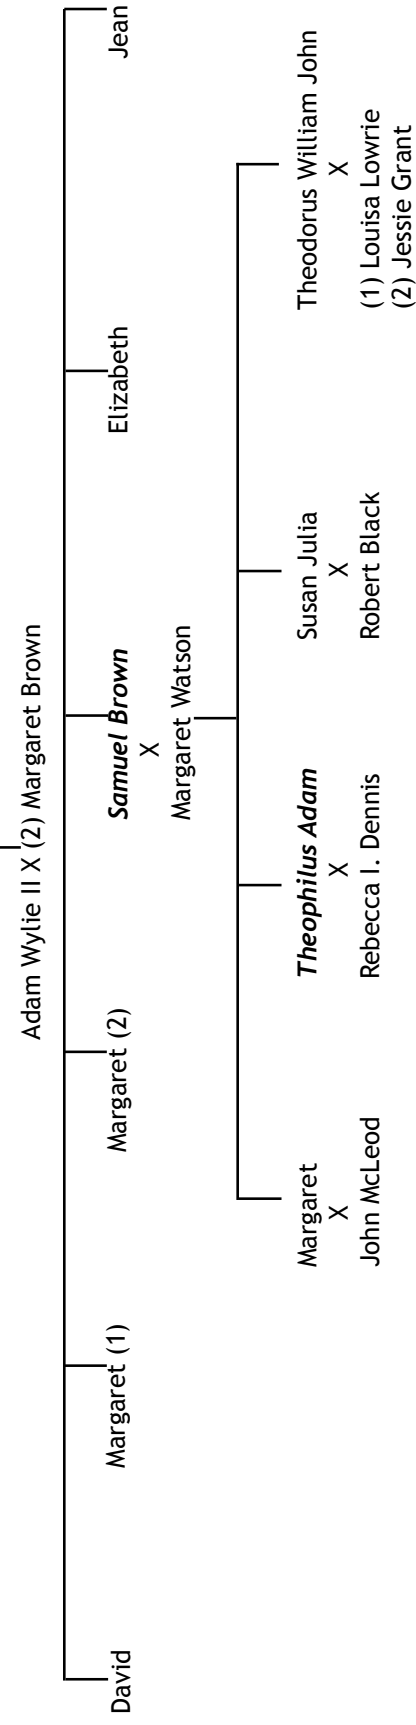 Adam Wylie II X (2) Margaret Brown
David
Margaret (1)
Margaret (2)
Samuel Brown
X
Margaret Watson
Elizabeth
Jean
Margaret
X
John McLeod
Theophilus Adam
X
Rebecca I. Dennis
Susan Julia
X
Robert Black
Theodorus William John
X
(1) Louisa Lowrie
(2) Jessie Grant